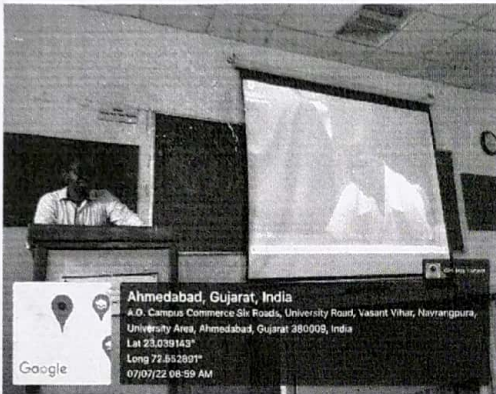 Ahmedabad, Gujarat, India
A.G. Campus Commerce Six Roads, University Road, Vasant Vihar, Navrangpura,
University Area, Ahmedabad, Gujarat 380009, India
Lat 23.039143°
Long 72.552891°
07/07/22 08:59 AM
Google